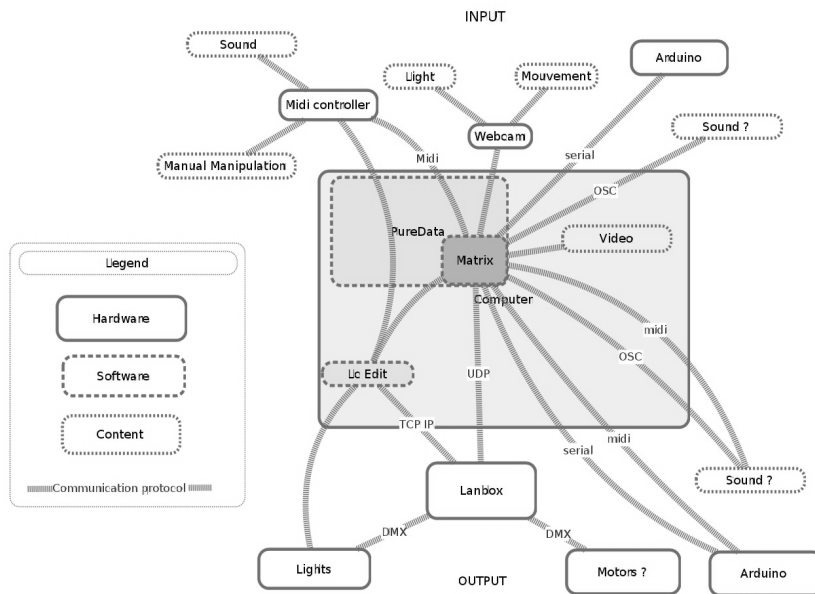 INPUT
Sound
Arduino
Light
Mouvement
Midi controller
Webcam
Sound ?
Midi
serial
Manual Manipulation
OSC
PureData
Video
Matrix
Legend
Computer
Hardware
midi
OSC
UDP
Lc Edit
Software
TCP IP
Content
midi
serial
Sound ?
Communication protocol
Lanbox
DMX
DMX
Lights
OUTPUT
Motors ?
Arduino